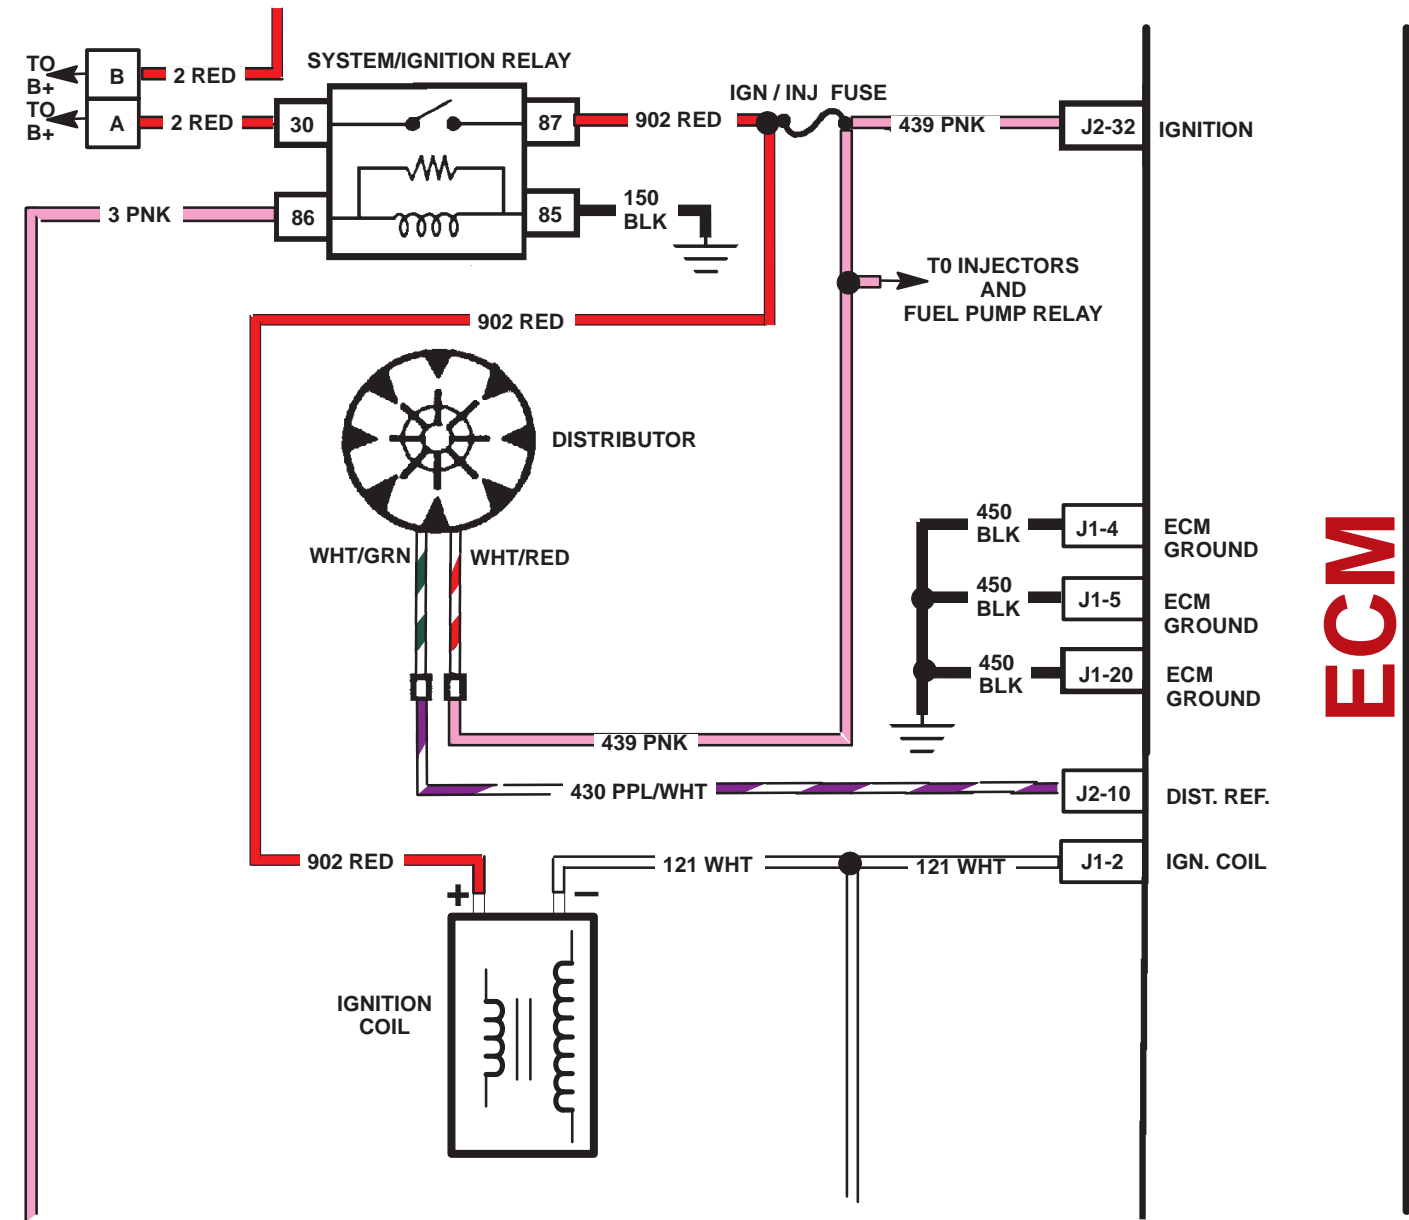 TO
B+
B
2 RED
TO
B+
A
2 RED
SYSTEM/IGNITION RELAY
30
87
86
85
902 RED
IGN / INJ FUSE
439 PNK
J2-32
IGNITION
3 PNK
150
BLK
T0 INJECTORS
AND
FUEL PUMP RELAY
902 RED
DISTRIBUTOR
WHT/GRN
WHT/RED
450
BLK
J1-4
ECM
GROUND
450
BLK
J1-5
ECM
GROUND
450
BLK
J1-20
ECM
GROUND
ECM
439 PNK
430 PPL/WHT
J2-10
DIST. REF.
902 RED
121 WHT
121 WHT
J1-2
IGN. COIL
+
−
IGNITION
COIL